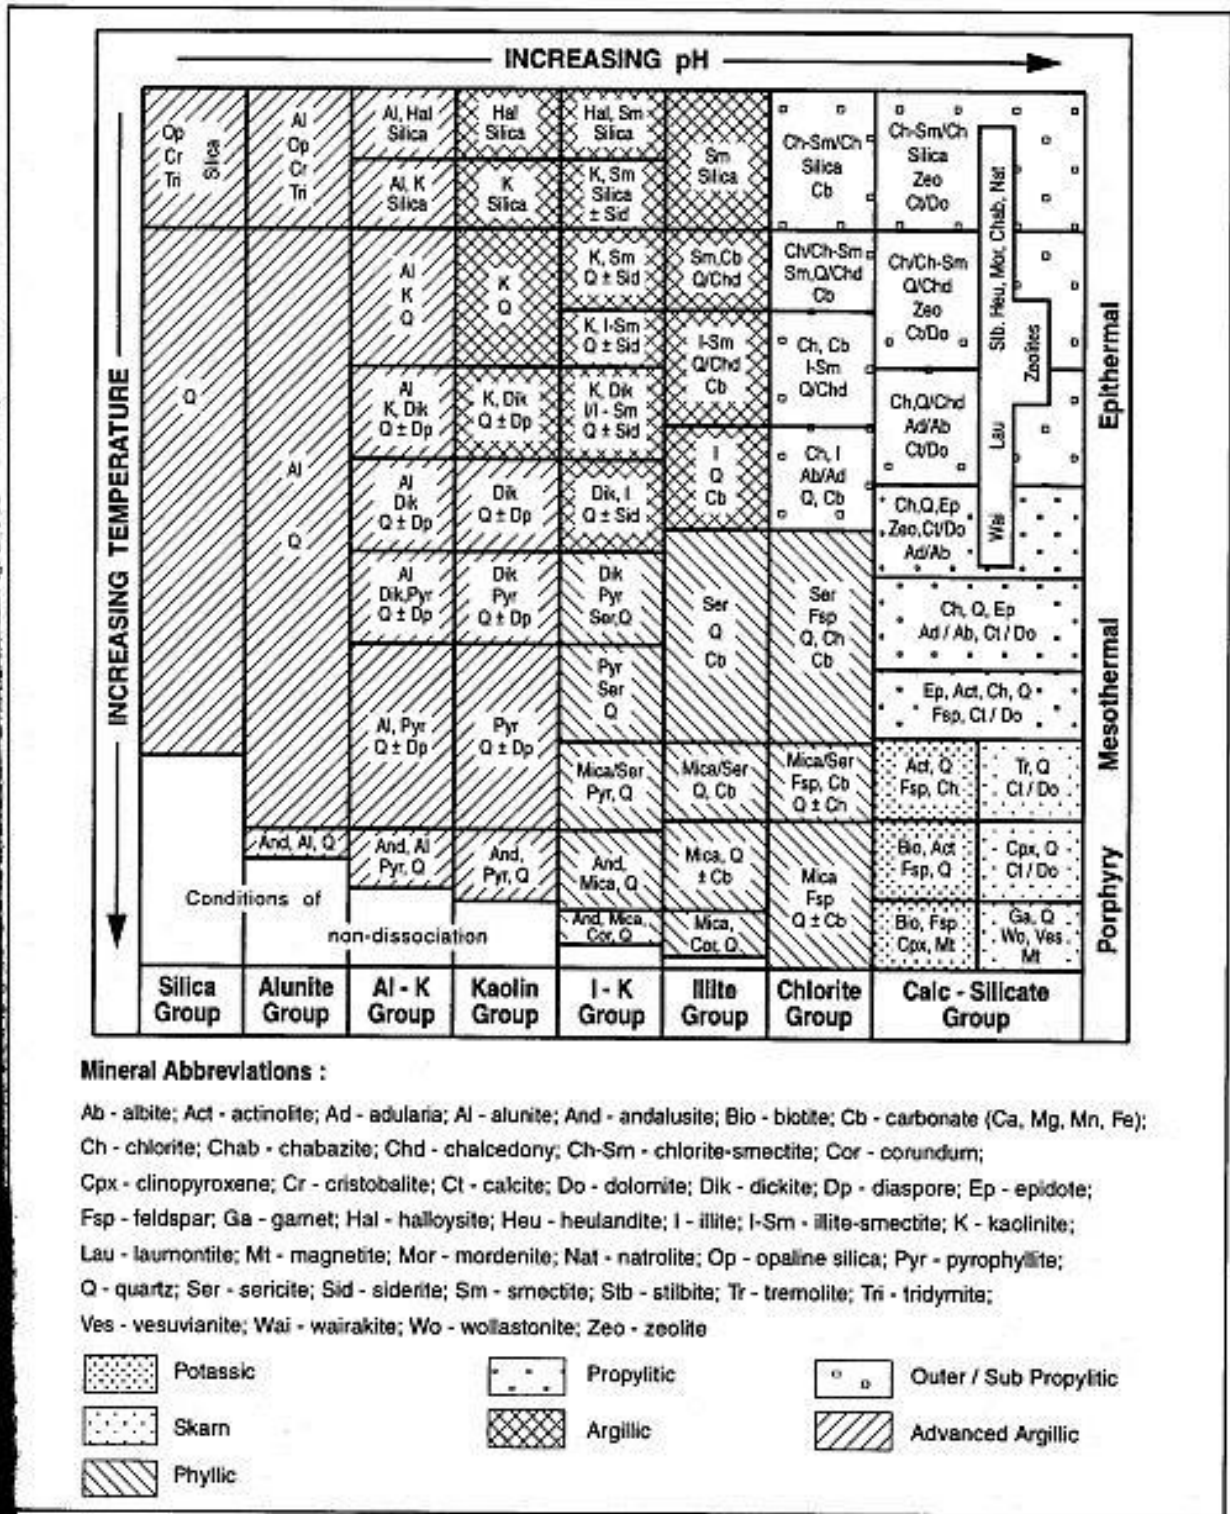 INCREASING pH
INCREASING TEMPERATURE
Op
Cr
Tri
Silica
Q
Al
Op
Cr
Tri
Al
Q
And, Al, Q
Al, Hal
Silica
Al, K
Silica
Al
K
Q
Al
K, Dik
Q ± Dp
Al
Dik
Q ± Dp
Al
Dik,Pyr
Q ± Dp
Al, Pyr
Q ± Dp
And, Al
Pyr, Q
Hal
Silica
K
Silica
K
Q
K, Dik
Q ± Dp
Dik
Q ± Dp
Dik
Pyr
Q ± Dp
Pyr
Q ± Dp
And,
Pyr, Q
Conditions of
non-dissociation
Hal, Sm
Silica
K, Sm
Silica
± Sid
K, Sm
Q ± Sid
K, I-Sm
Q ± Sid
K, Dik
I/I - Sm
Q ± Sid
Dik, I
Q ± Sid
Dik
Pyr
Ser,Q
Pyr
Ser
Q
Mica/Ser
Pyr, Q
And,
Mica, Q
And, Mica,
Cor, Q
Sm
Silica
Sm,Cb
Q/Chd
I-Sm
Q/Chd
Cb
I
Q
Cb
Ser
Q
Cb
Mica/Ser
Q, Cb
Mica, Q
± Cb
Mica,
Cor, Q
Ch-Sm/Ch
Silica
Cb
Ch/Ch-Sm
Sm,Q/Chd
Cb
Ch, Cb
I-Sm
Q/Chd
Ch, I
Ab/Ad
Q, Cb
Ser
Fsp
Q, Ch
Cb
Mica/Ser
Fsp, Cb
Q ± Ch
Mica
Fsp
Q ± Cb
Ch-Sm/Ch
Silica
Zeo
Ct/Do
Ch/Ch-Sm
Q/Chd
Zeo
Ct/Do
Ch,Q/Chd
Ad/Ab
Ct/Do
Ch,Q,Ep
Zeo,Ct/Do
Ad/Ab
Stb, Heu, Mor, Chab, Nat
Zeolites
Lau
Wai
Ch, Q, Ep
Ad / Ab, Ct / Do
Ep, Act, Ch, Q
Fsp, Ct / Do
Act, Q
Fsp, Ch
Tr, Q
Ct / Do
Bio, Act
Fsp, Q
Cpx, Q
Ct / Do
Bio, Fsp
Cpx, Mt
Ga, Q
Wo, Ves
Mt
Epithermal
Mesothermal
Porphyry
Silica
Group
Alunite
Group
Al - K
Group
Kaolin
Group
I - K
Group
Illite
Group
Chlorite
Group
Calc - Silicate
Group
Mineral Abbreviations :
Ab - albite; Act - actinolite; Ad - adularia; Al - alunite; And - andalusite; Bio - biotite; Cb - carbonate (Ca, Mg, Mn, Fe);
Ch - chlorite; Chab - chabazite; Chd - chalcedony; Ch-Sm - chlorite-smectite; Cor - corundum;
Cpx - clinopyroxene; Cr - cristobalite; Ct - calcite; Do - dolomite; Dik - dickite; Dp - diaspore; Ep - epidote;
Fsp - feldspar; Ga - garnet; Hal - halloysite; Heu - heulandite; I - illite; I-Sm - illite-smectite; K - kaolinite;
Lau - laumontite; Mt - magnetite; Mor - mordenite; Nat - natrolite; Op - opaline silica; Pyr - pyrophyllite;
Q - quartz; Ser - sericite; Sid - siderite; Sm - smectite; Stb - stilbite; Tr - tremolite; Tri - tridymite;
Ves - vesuvianite; Wai - wairakite; Wo - wollastonite; Zeo - zeolite
Potassic
Propylitic
Outer / Sub Propylitic
Skarn
Argillic
Advanced Argillic
Phyllic